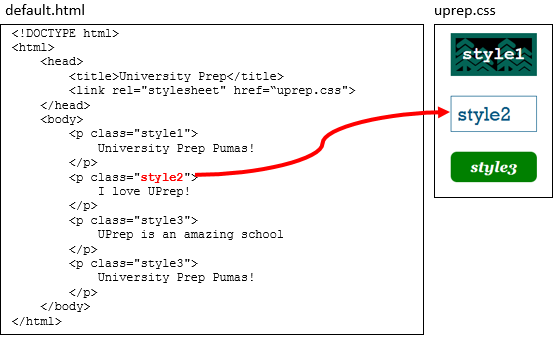 default.html
<!DOCTYPE html>
<html>
<head>
<title>University Prep</title>
<link rel="stylesheet" href=“uprep.css">
</head>
<body>
<p class="style1">
University Prep Pumas!
</p>
<p class="style2">
I love UPrep!
</p>
<p class="style3">
UPrep is an amazing school
</p>
<p class="style3">
University Prep Pumas!
</p>
</body>
</html>
uprep.css
style1
style2
style3